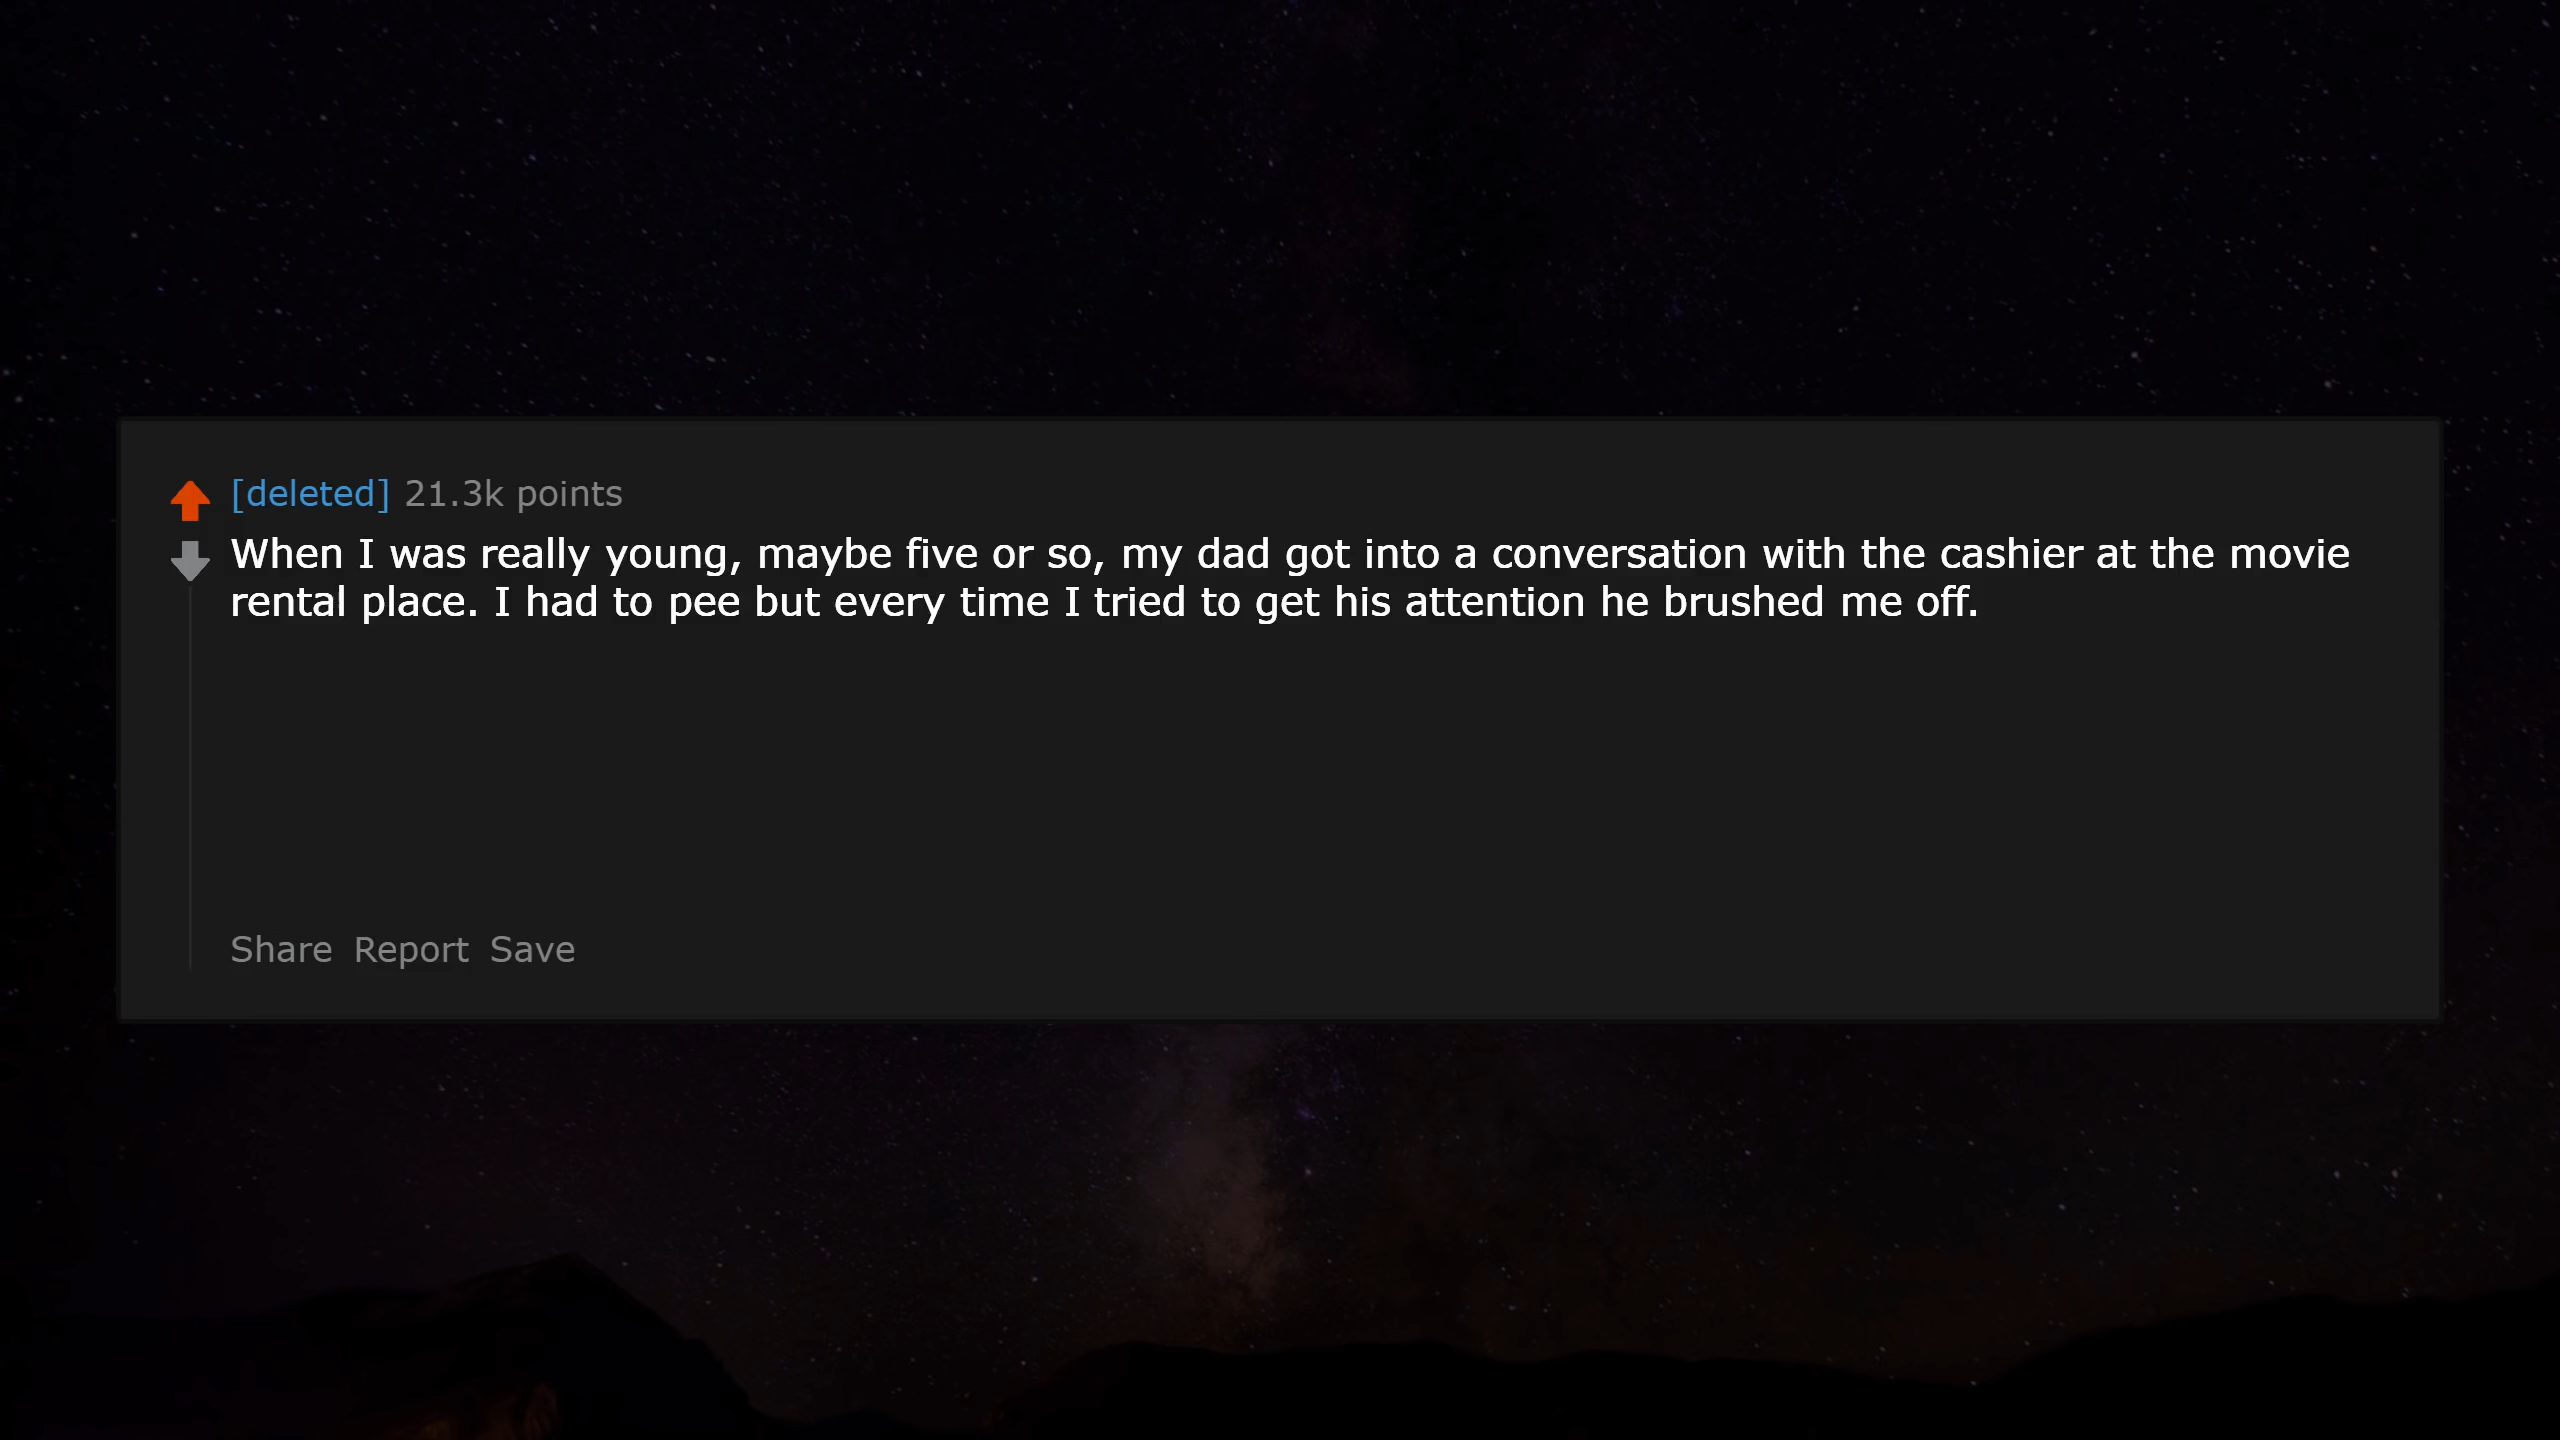 [deleted] 21.3k points
When I was really young, maybe five or so, my dad got into a conversation with the cashier at the movie
rental place. I had to pee but every time I tried to get his attention he brushed me off.
Share Report Save